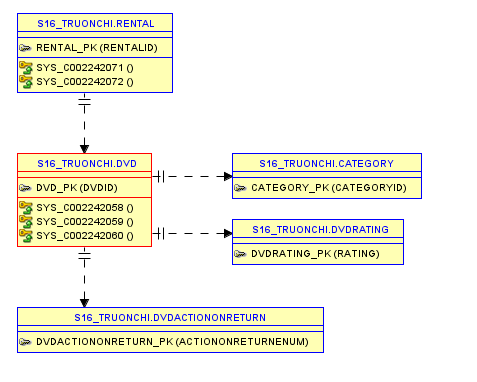 S16_TRUONCHI.RENTAL
RENTAL_PK (RENTALID)
SYS_C002242071 ()
SYS_C002242072 ()
S16_TRUONCHI.DVD
DVD_PK (DVDID)
SYS_C002242058 ()
SYS_C002242059 ()
SYS_C002242060 ()
S16_TRUONCHI.CATEGORY
CATEGORY_PK (CATEGORYID)
S16_TRUONCHI.DVDRATING
DVDRATING_PK (RATING)
S16_TRUONCHI.DVDACTIONONRETURN
DVDACTIONONRETURN_PK (ACTIONONRETURNENUM)